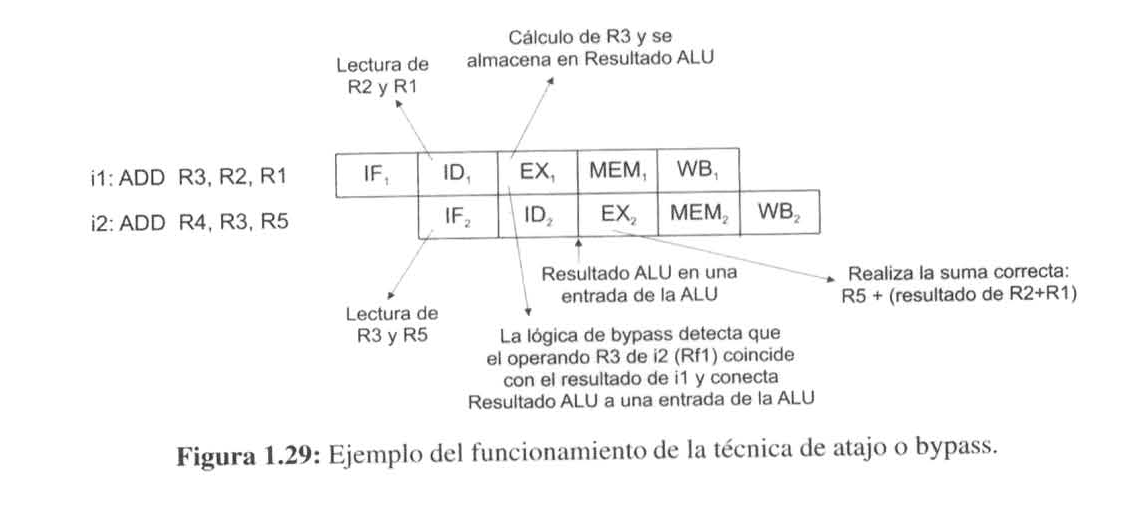 Cálculo de R3 y se
almacena en Resultado ALU
Lectura de
R2 y R1
i1: ADD R3, R2, R1
IF₁ ID₁ EX₁ MEM₁ WB₁
i2: ADD R4, R3, R5
IF₂ ID₂ EX₂ MEM₂ WB₂
Resultado ALU en una
entrada de la ALU
Realiza la suma correcta:
R5 + (resultado de R2+R1)
Lectura de
R3 y R5
La lógica de bypass detecta que
el operando R3 de i2 (Rf1) coincide
con el resultado de i1 y conecta
Resultado ALU a una entrada de la ALU
Figura 1.29: Ejemplo del funcionamiento de la técnica de atajo o bypass.